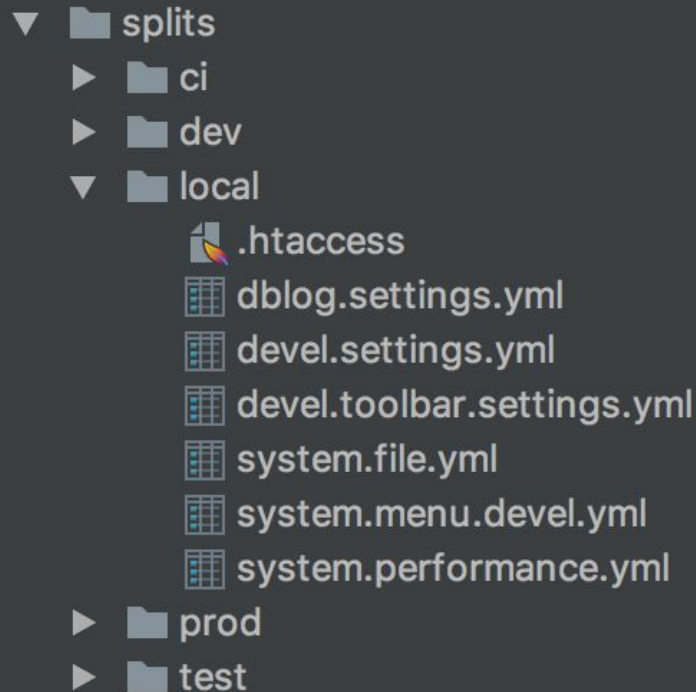 splits
ci
dev
local
.htaccess
dblog.settings.yml
devel.settings.yml
devel.toolbar.settings.yml
system.file.yml
system.menu.devel.yml
system.performance.yml
prod
test